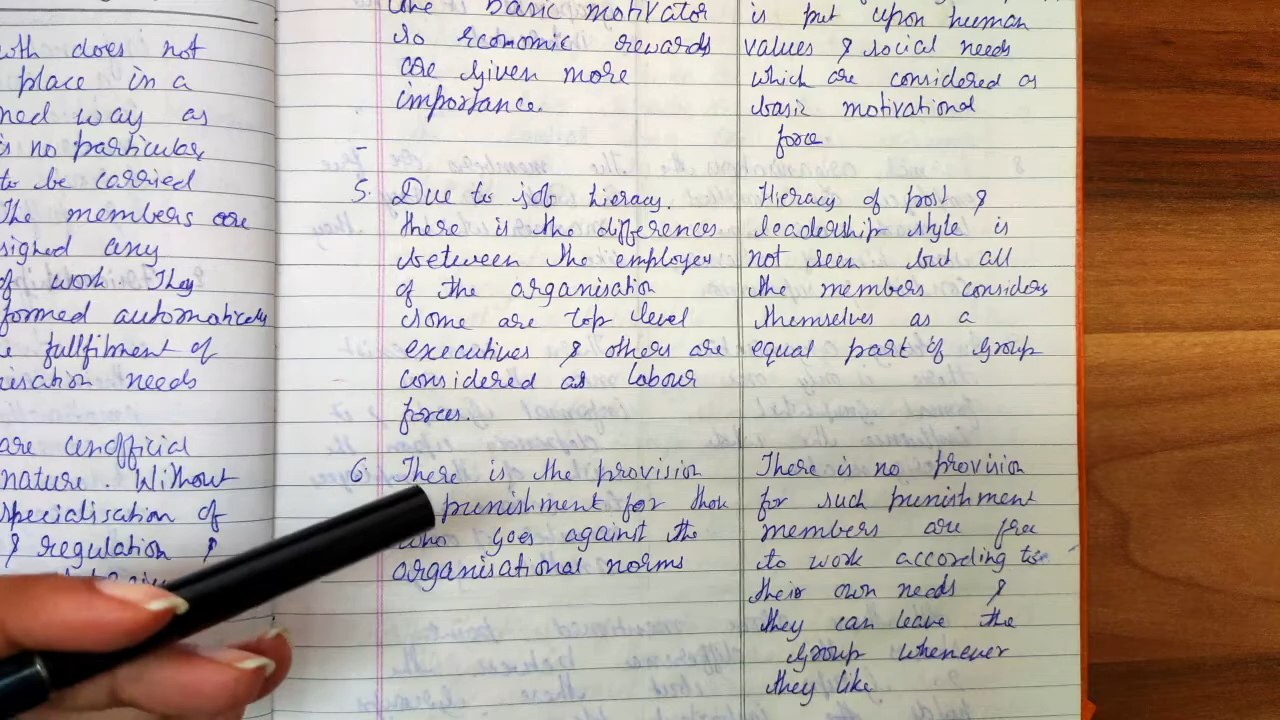 wth does not
place in a
ned way as
is no particular
to be carried
The members are
signed any
of work. They
formed automatically
e fullfilment of
isation needs
are unofficial
nature. Without
specialisation of
& regulation &
the basic motivator
so economic rewards
are given more
importance.
5. Due to job hieracy.
there is the differences
between the employer
of the organisation
some are top level
executives & others are
considered as labour
forces.
6. There is the provision
punishment for those
who goes against the
organisational norms
is put upon human
values & social needs
which are considered as
basic motivational
force
Hieracy of post &
leadership style is
not seen but all
the members considers
themselves as a
equal part of Group
There is no provision
for such punishment
members are free
to work according to
their own needs &
they can leave the
Group whenever
they like